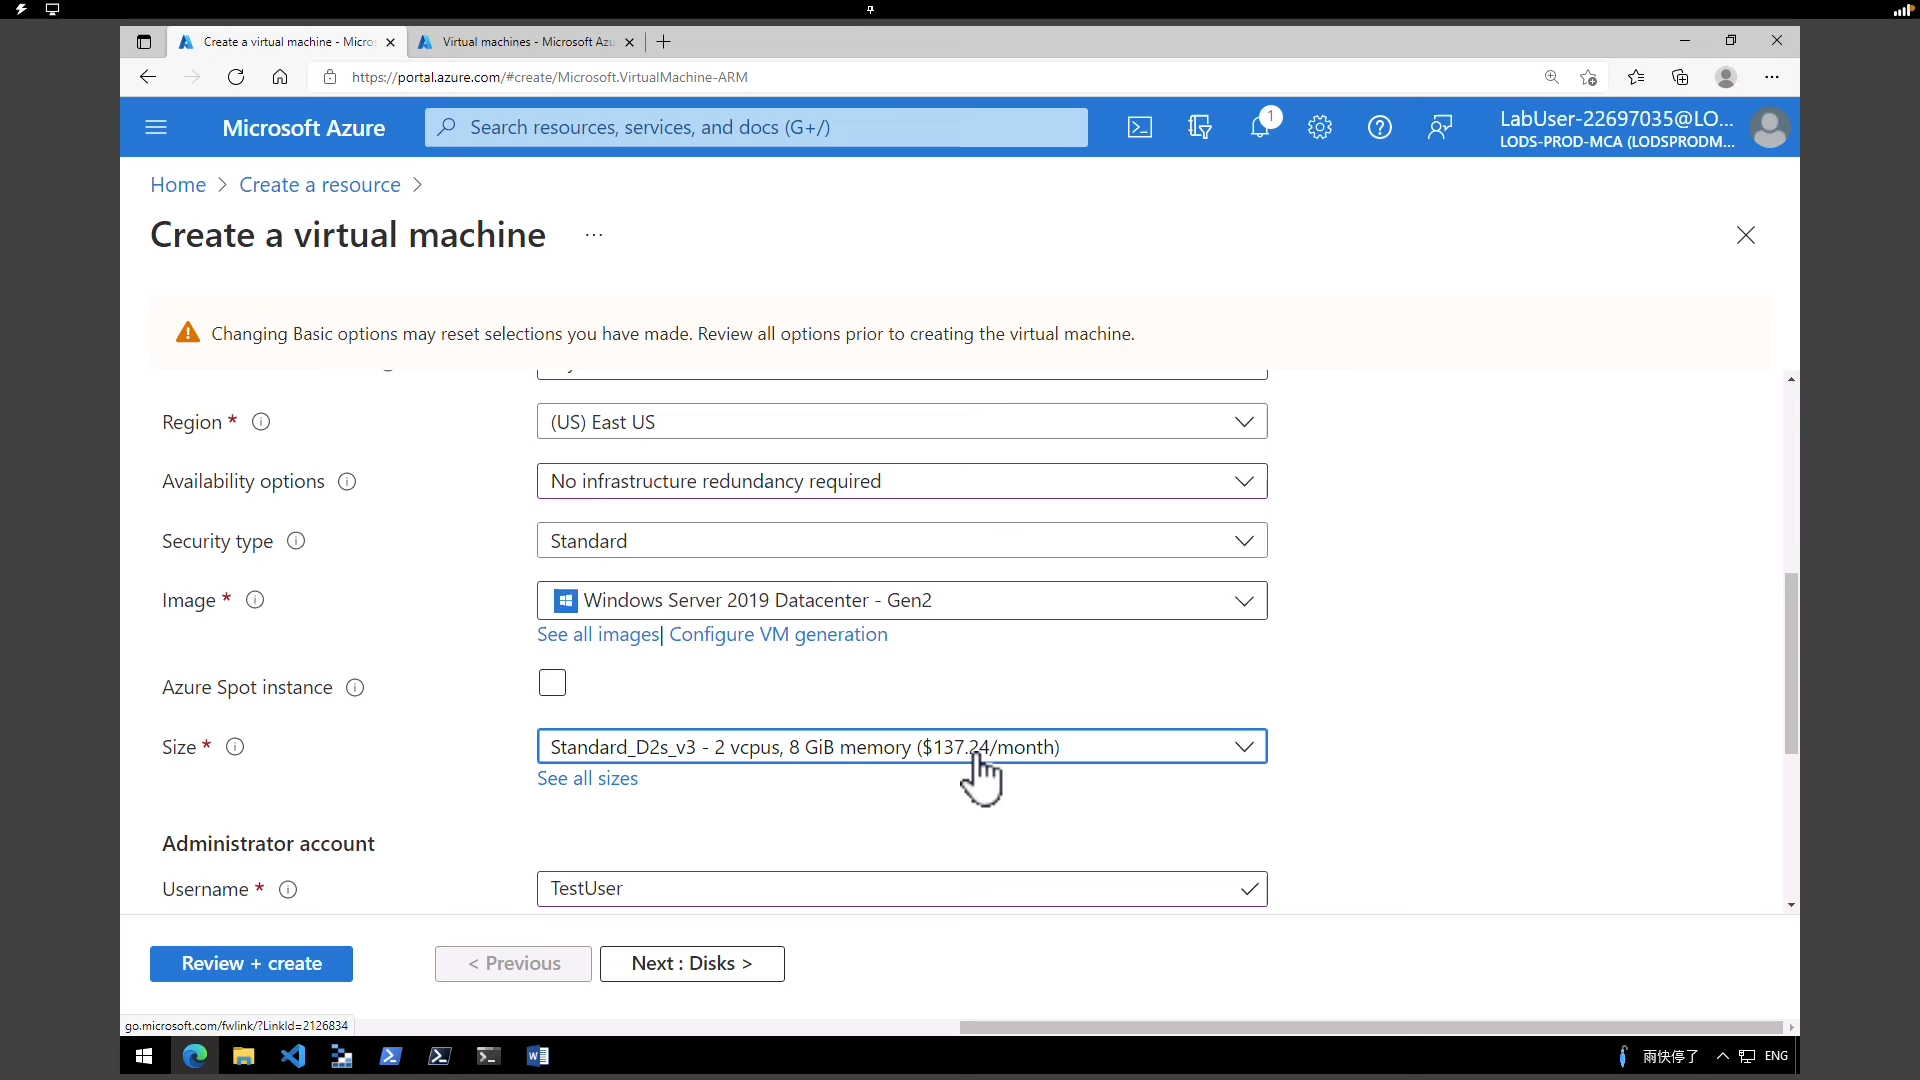 Create a virtual machine - Micros
Virtual machines - Microsoft Azu
https://portal.azure.com/#create/Microsoft.VirtualMachine-ARM
Microsoft Azure
Search resources, services, and docs (G+/)
1
LabUser-22697035@LO...
LODS-PROD-MCA (LODSPRODM...
Home > Create a resource >
Create a virtual machine ...
Changing Basic options may reset selections you have made. Review all options prior to creating the virtual machine.
Region * (US) East US
Availability options No infrastructure redundancy required
Security type Standard
Image * Windows Server 2019 Datacenter - Gen2
See all images| Configure VM generation
Azure Spot instance
Size * Standard_D2s_v3 - 2 vcpus, 8 GiB memory ($137.24/month)
See all sizes
Administrator account
Username * TestUser
Review + create
< Previous
Next : Disks >
go.microsoft.com/fwlink/?LinkId=2126834
雨快停了
ENG